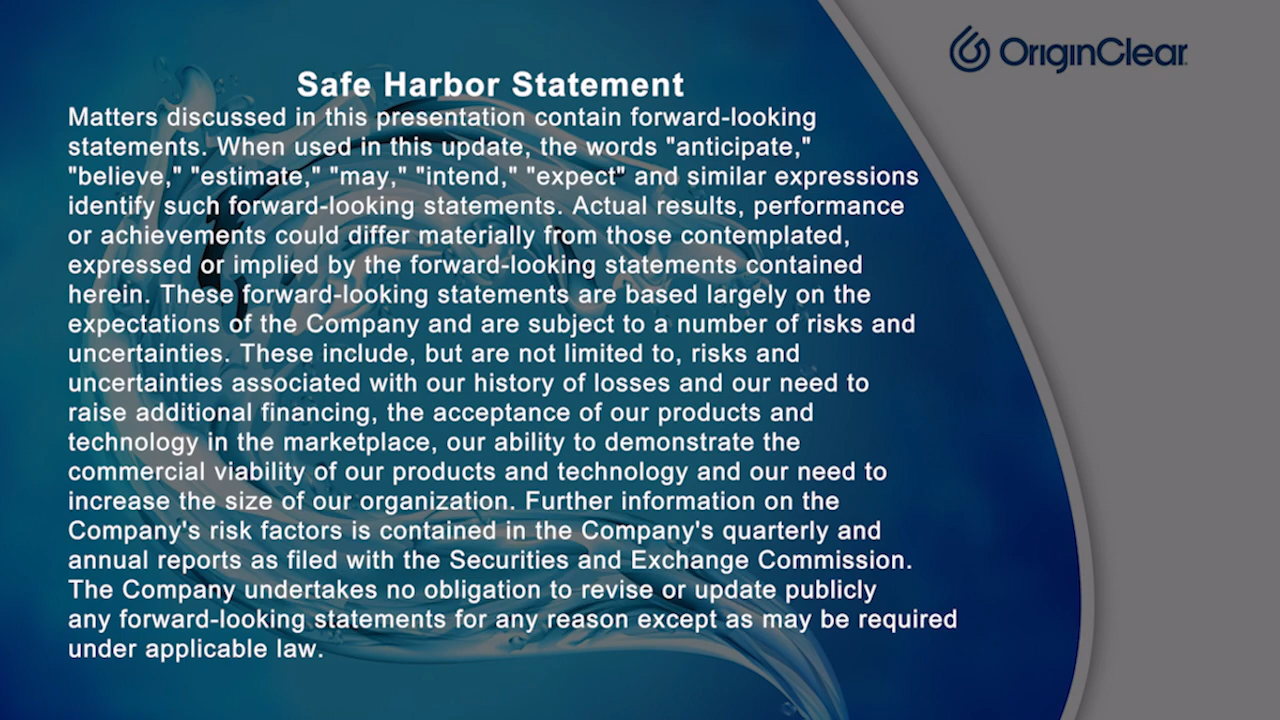 OriginClear
Safe Harbor Statement
Matters discussed in this presentation contain forward-looking
statements. When used in this update, the words "anticipate,"
"believe," "estimate," "may," "intend," "expect" and similar expressions
identify such forward-looking statements. Actual results, performance
or achievements could differ materially from those contemplated,
expressed or implied by the forward-looking statements contained
herein. These forward-looking statements are based largely on the
expectations of the Company and are subject to a number of risks and
uncertainties. These include, but are not limited to, risks and
uncertainties associated with our history of losses and our need to
raise additional financing, the acceptance of our products and
technology in the marketplace, our ability to demonstrate the
commercial viability of our products and technology and our need to
increase the size of our organization. Further information on the
Company's risk factors is contained in the Company's quarterly and
annual reports as filed with the Securities and Exchange Commission.
The Company undertakes no obligation to revise or update publicly
any forward-looking statements for any reason except as may be required
under applicable law.